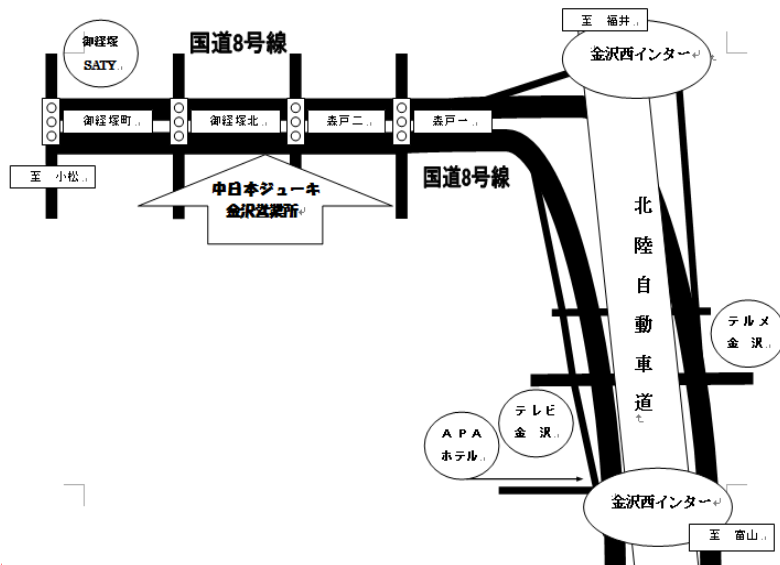 至 福井
御経塚
SATY
国道8号線
金沢西インター
御経塚町
御経塚北
森戸二
森戸一
至 小松
中日本ジューキ
金沢営業所
国道8号線
北陸自動車道
テルメ
金沢
テレビ
金沢
APA
ホテル
金沢西インター
至 富山